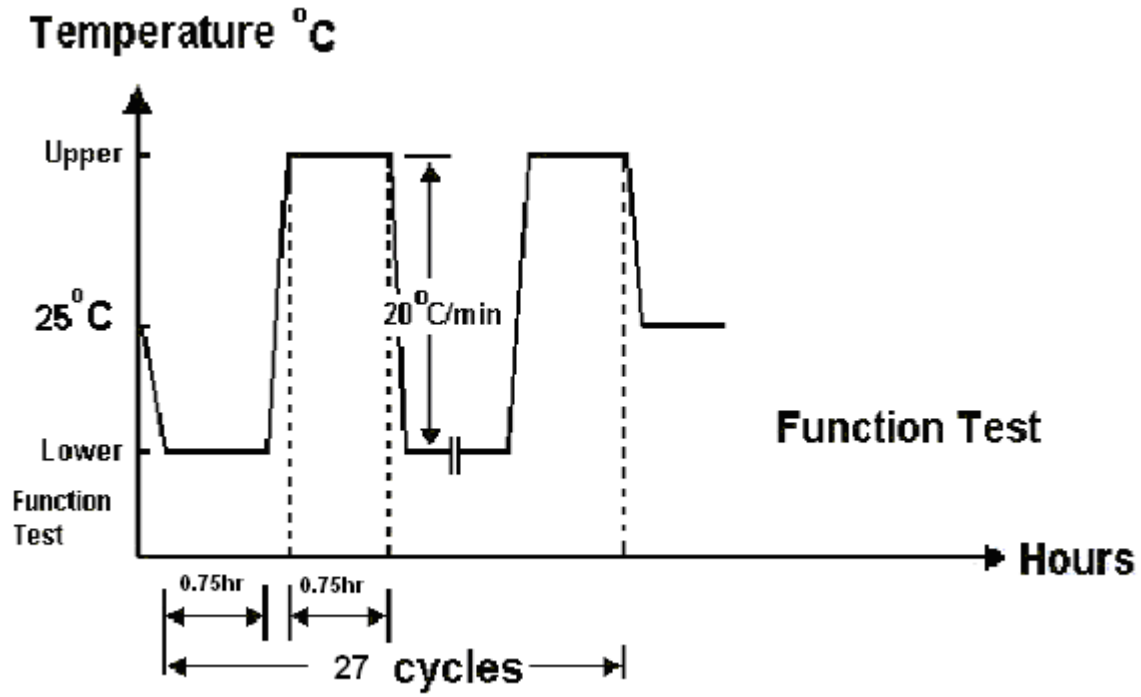 Temperature °C
Upper
25°C
20°C/min
Lower
Function Test
Function
Test
Hours
0.75hr 0.75hr
27 cycles